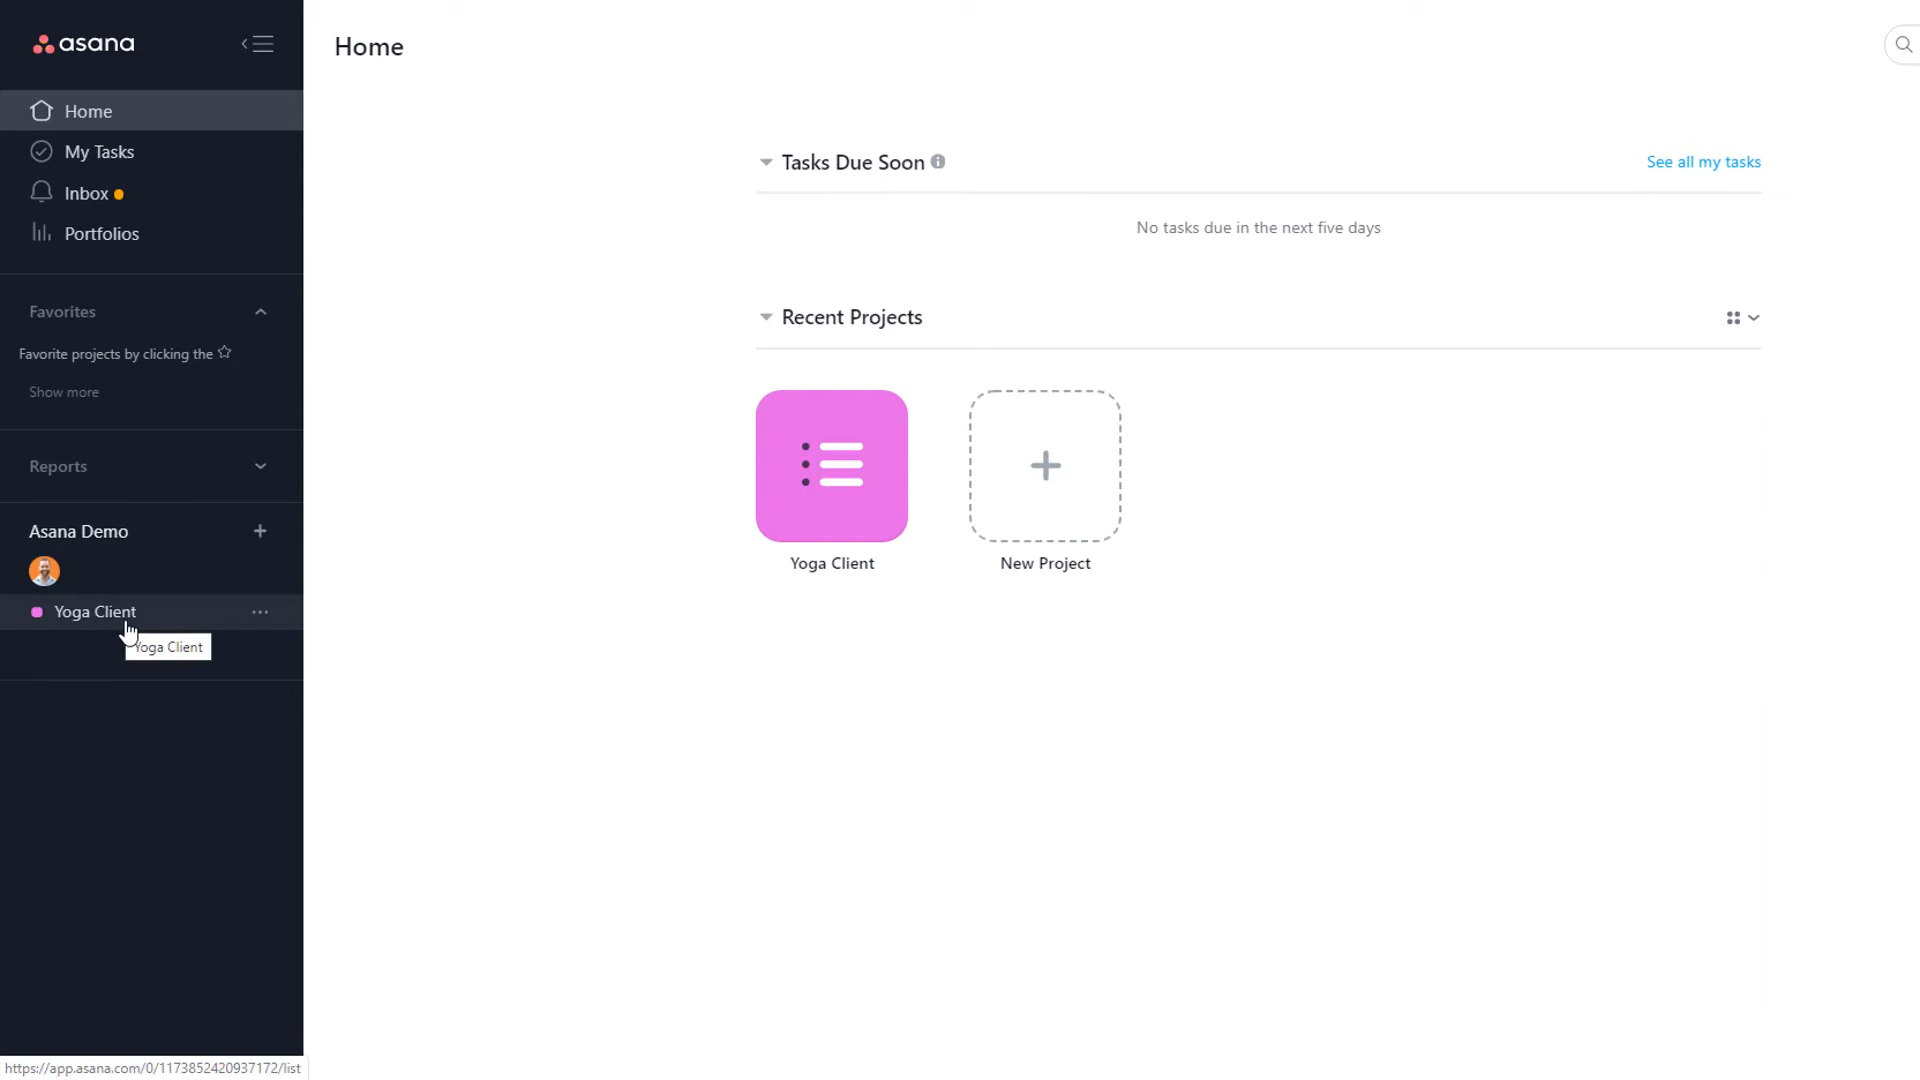 asana
Home
My Tasks
Inbox
Portfolios
Favorites
Favorite projects by clicking the
Show more
Reports
Asana Demo
Yoga Client
Yoga Client
https://app.asana.com/0/1173852420937172/list
Home
Tasks Due Soon
See all my tasks
No tasks due in the next five days
Recent Projects
Yoga Client
New Project